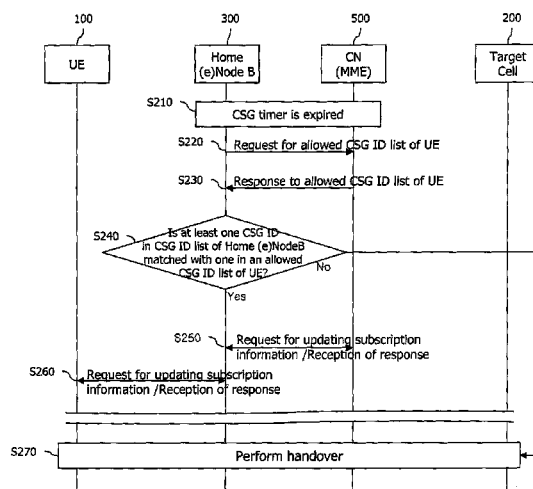 100
300
500
200
UE
Home
(e)Node B
CN
(MME)
Target
Cell
S210
CSG timer is expired
S220
Request for allowed CSG ID list of UE
S230
Response to allowed CSG ID list of UE
S240
Is at least one CSG ID
in CSG ID list of Home (e)NodeB
matched with one in an allowed
CSG ID list of UE?
No
Yes
S250
Request for updating subscription
information /Reception of response
S260
Request for updating subscription
information /Reception of response
S270
Perform handover